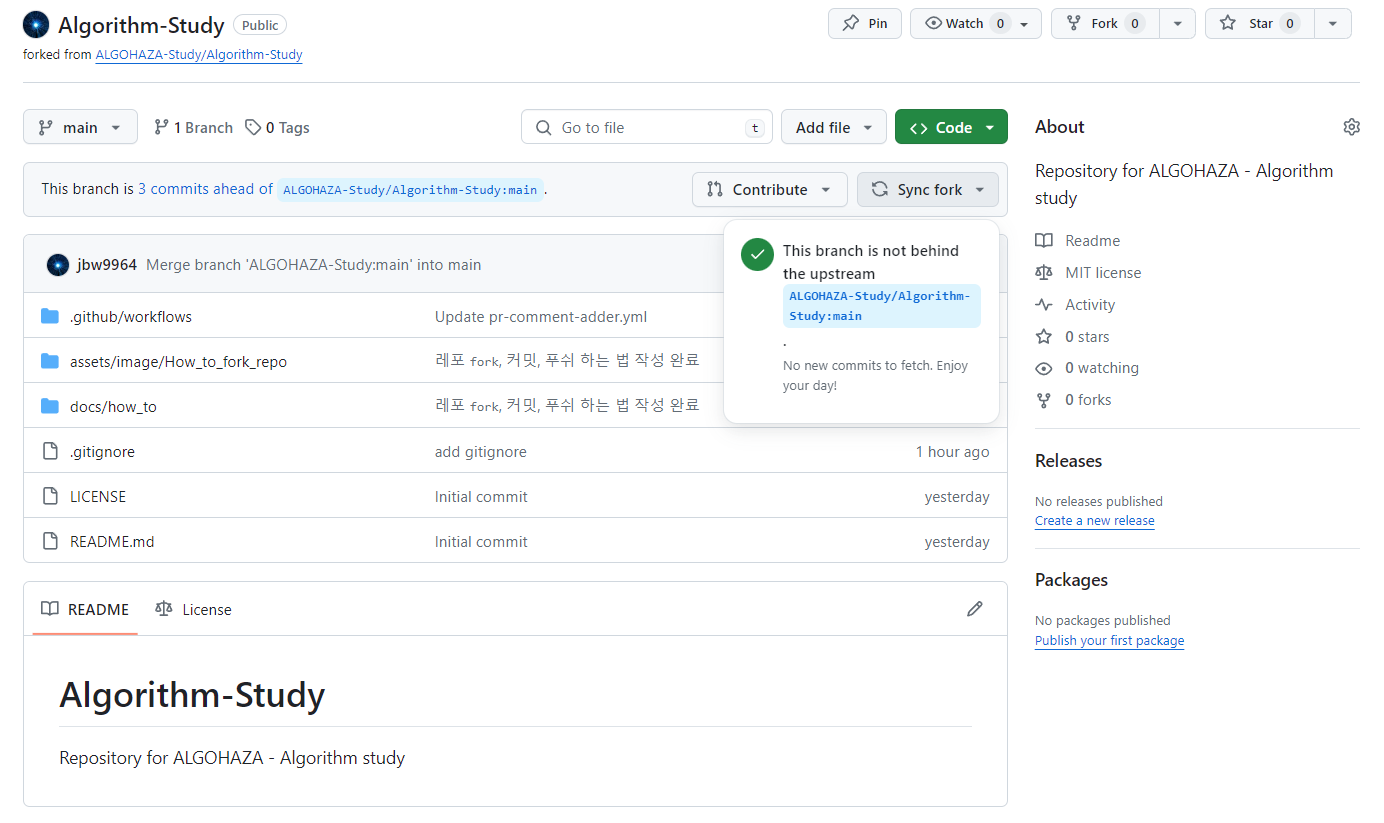 Algorithm-Study Public
Pin
Watch 0
Fork 0
Star 0
forked from ALGOHAZA-Study/Algorithm-Study
main
1 Branch
0 Tags
Go to file t
Add file
Code
This branch is 3 commits ahead of ALGOHAZA-Study/Algorithm-Study:main .
Contribute
Sync fork
This branch is not behind
the upstream
ALGOHAZA-Study/Algorithm-
Study:main
.
No new commits to fetch. Enjoy
your day!
jbw9964 Merge branch 'ALGOHAZA-Study:main' into main
.github/workflows Update pr-comment-adder.yml
assets/image/How_to_fork_repo 레포 fork, 커밋, 푸쉬 하는 법 작성 완료
docs/how_to 레포 fork, 커밋, 푸쉬 하는 법 작성 완료
.gitignore add gitignore 1 hour ago
LICENSE Initial commit yesterday
README.md Initial commit yesterday
README License
Algorithm-Study
Repository for ALGOHAZA - Algorithm study
About
Repository for ALGOHAZA - Algorithm
study
Readme
MIT license
Activity
0 stars
0 watching
0 forks
Releases
No releases published
Create a new release
Packages
No packages published
Publish your first package